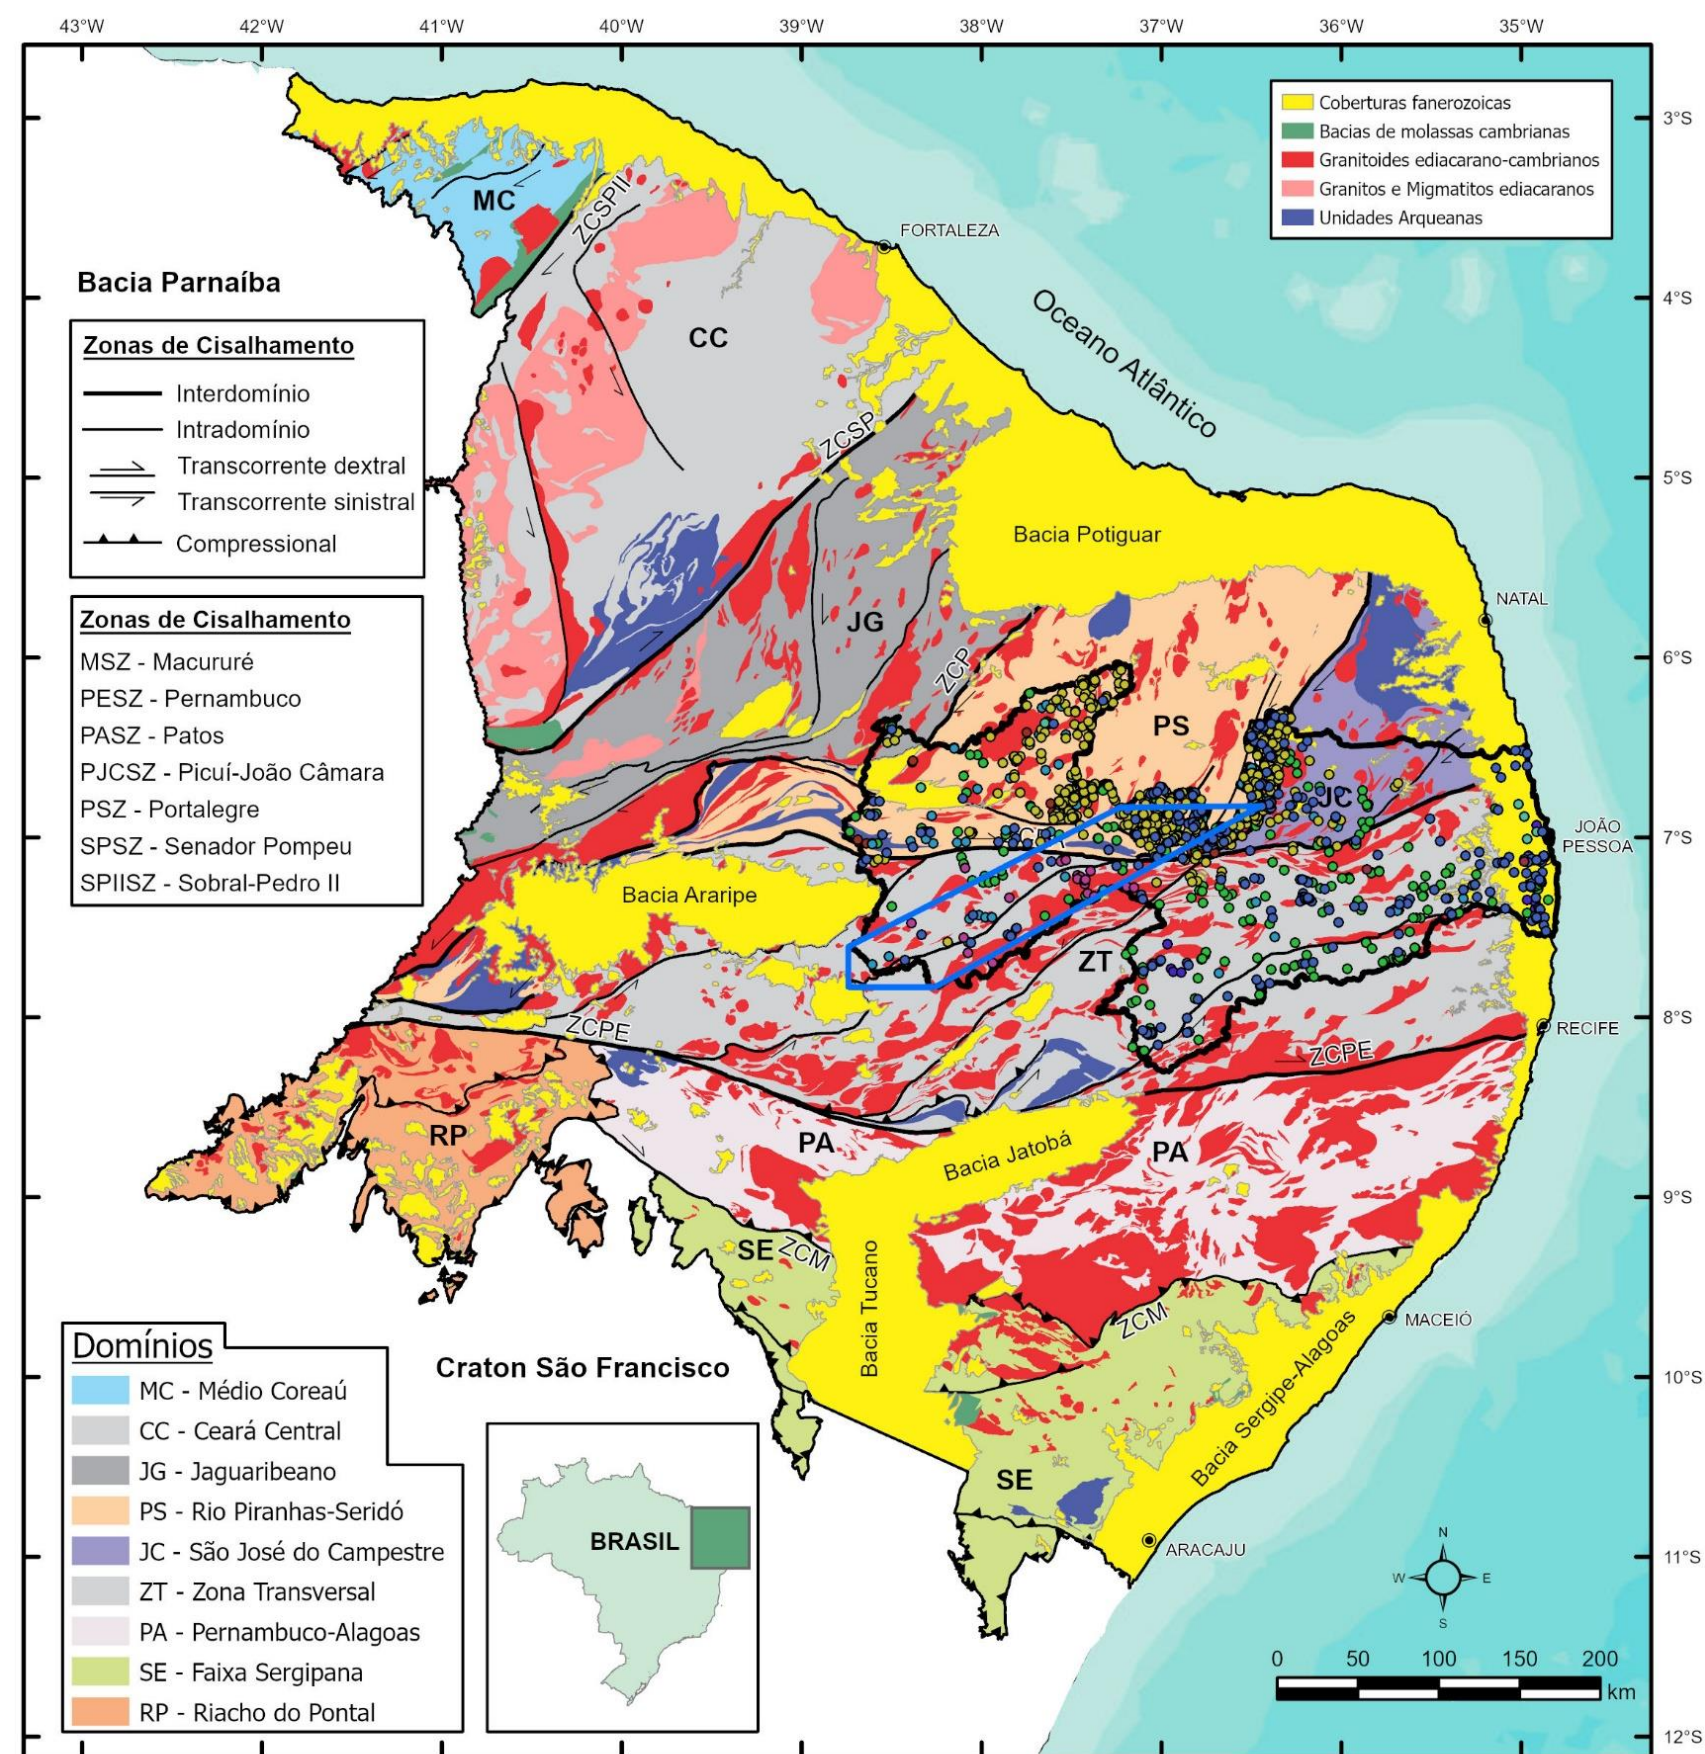 43°W 42°W 41°W 40°W 39°W 38°W 37°W 36°W 35°W
Coberturas fanerozoicas
Bacias de molassas cambrianas
Granitoides ediacarano-cambrianos
Granitos e Migmatitos ediacaranos
Unidades Arqueanas
3°S
4°S
5°S
6°S
7°S
8°S
9°S
10°S
11°S
12°S
MC
ZCSPII
FORTALEZA
Bacia Parnaíba
Oceano Atlântico
CC
Zonas de Cisalhamento
Interdomínio
Intradomínio
Transcorrente dextral
Transcorrente sinistral
Compressional
ZCSP
Bacia Potiguar
Zonas de Cisalhamento
MSZ - Macururé
PESZ - Pernambuco
PASZ - Patos
PJCSZ - Picuí-João Câmara
PSZ - Portalegre
SPSZ - Senador Pompeu
SPIISZ - Sobral-Pedro II
JG
NATAL
ZCP
PS
JC
JOÃO
PESSOA
Bacia Araripe
ZT
ZCPE
RECIFE
ZCPE
RP
PA
Bacia Jatobá
PA
SE
ZCM
Bacia Tucano
ZCM
MACEIÓ
Bacia Sergipe-Alagoas
Craton São Francisco
SE
ARACAJU
Domínios
MC - Médio Coreaú
CC - Ceará Central
JG - Jaguaribeano
PS - Rio Piranhas-Seridó
JC - São José do Campestre
ZT - Zona Transversal
PA - Pernambuco-Alagoas
SE - Faixa Sergipana
RP - Riacho do Pontal
BRASIL
N
W E
S
0 50 100 150 200
km